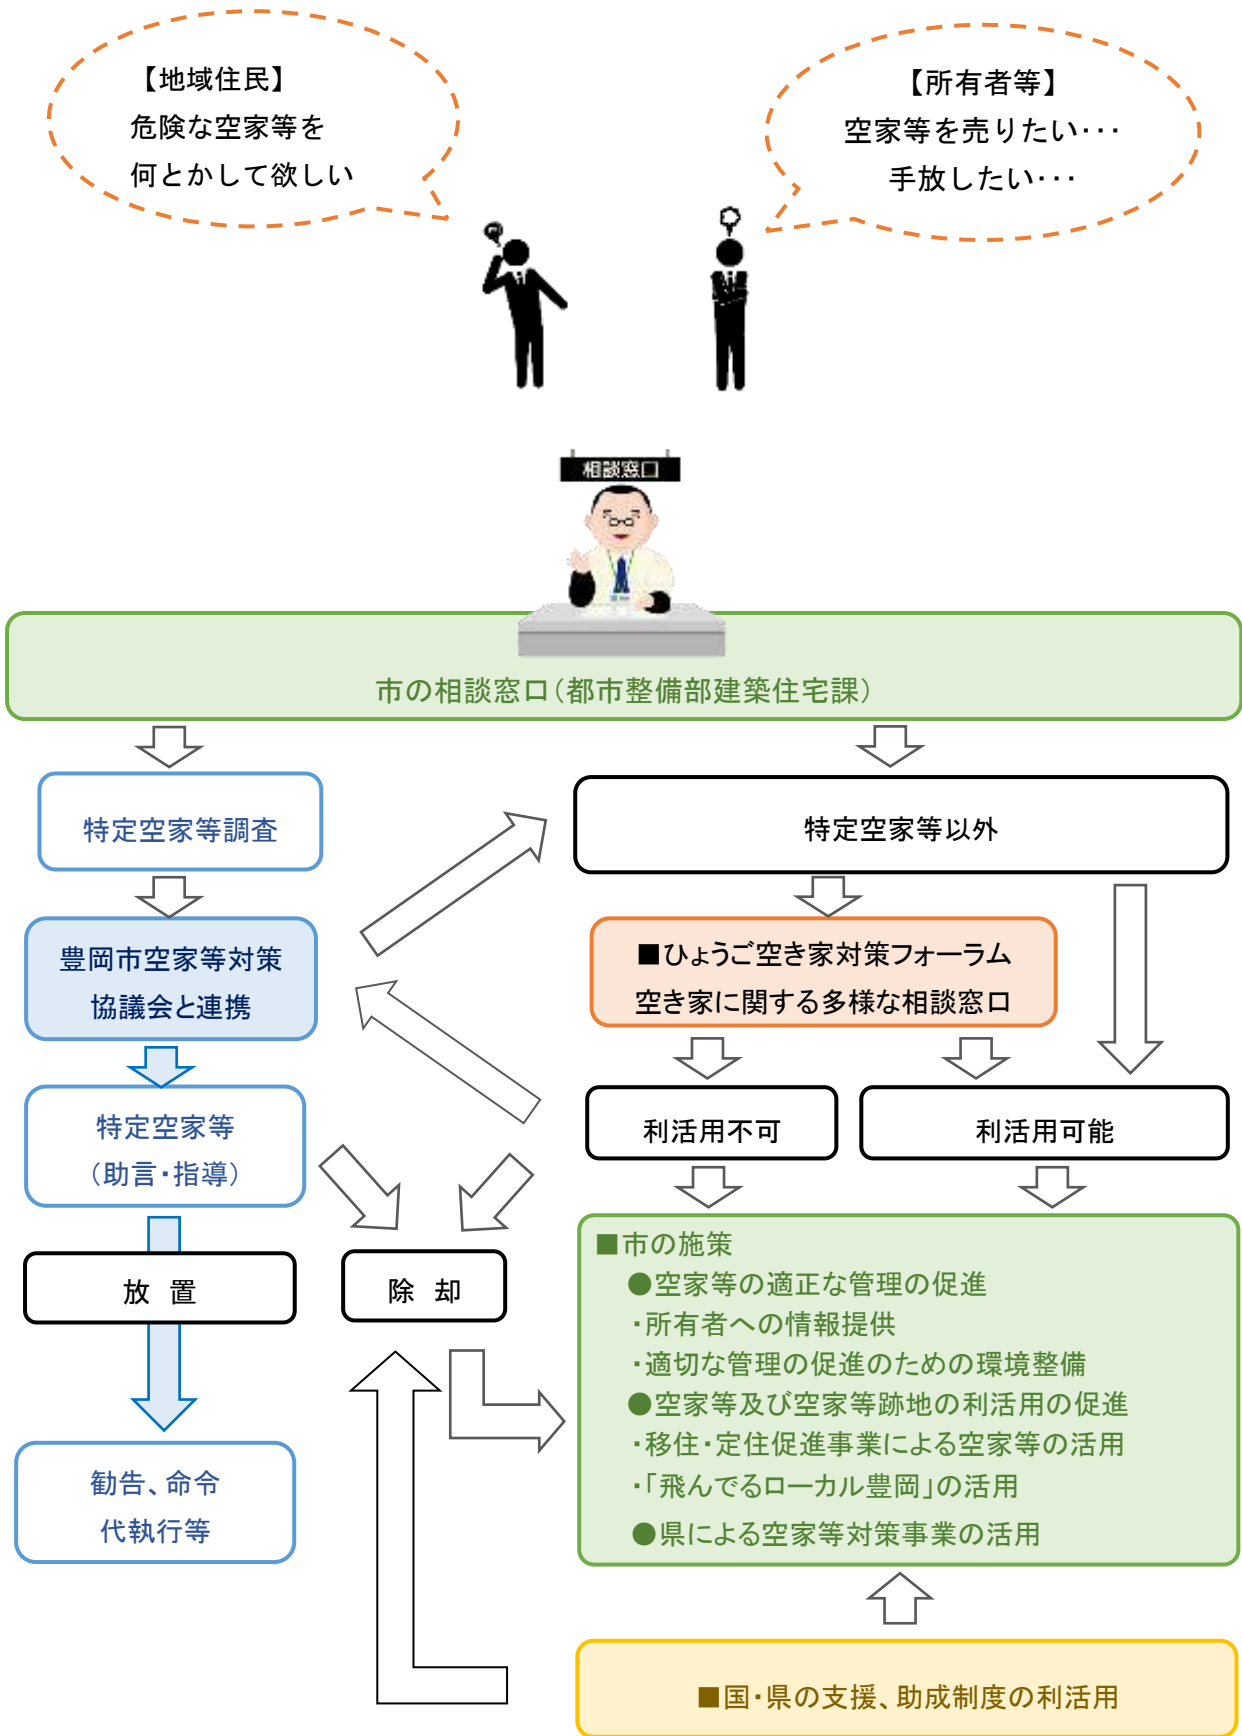 【地域住民】
危険な空家等を
何とかして欲しい
【所有者等】
空家等を売りたい･･･
手放したい･･･
相談窓口
市の相談窓口（都市整備部建築住宅課）
特定空家等調査
特定空家等以外
豊岡市空家等対策
協議会と連携
■ひょうご空き家対策フォーラム
空き家に関する多様な相談窓口
特定空家等
（助言・指導）
利活用不可
利活用可能
放　置
除　却
勧告、命令
代執行等
■市の施策
●空家等の適正な管理の促進
・所有者への情報提供
・適切な管理の促進のための環境整備
●空家等及び空家等跡地の利活用の促進
・移住・定住促進事業による空家等の活用
・「飛んでるローカル豊岡」の活用
●県による空家等対策事業の活用
■国・県の支援、助成制度の利活用